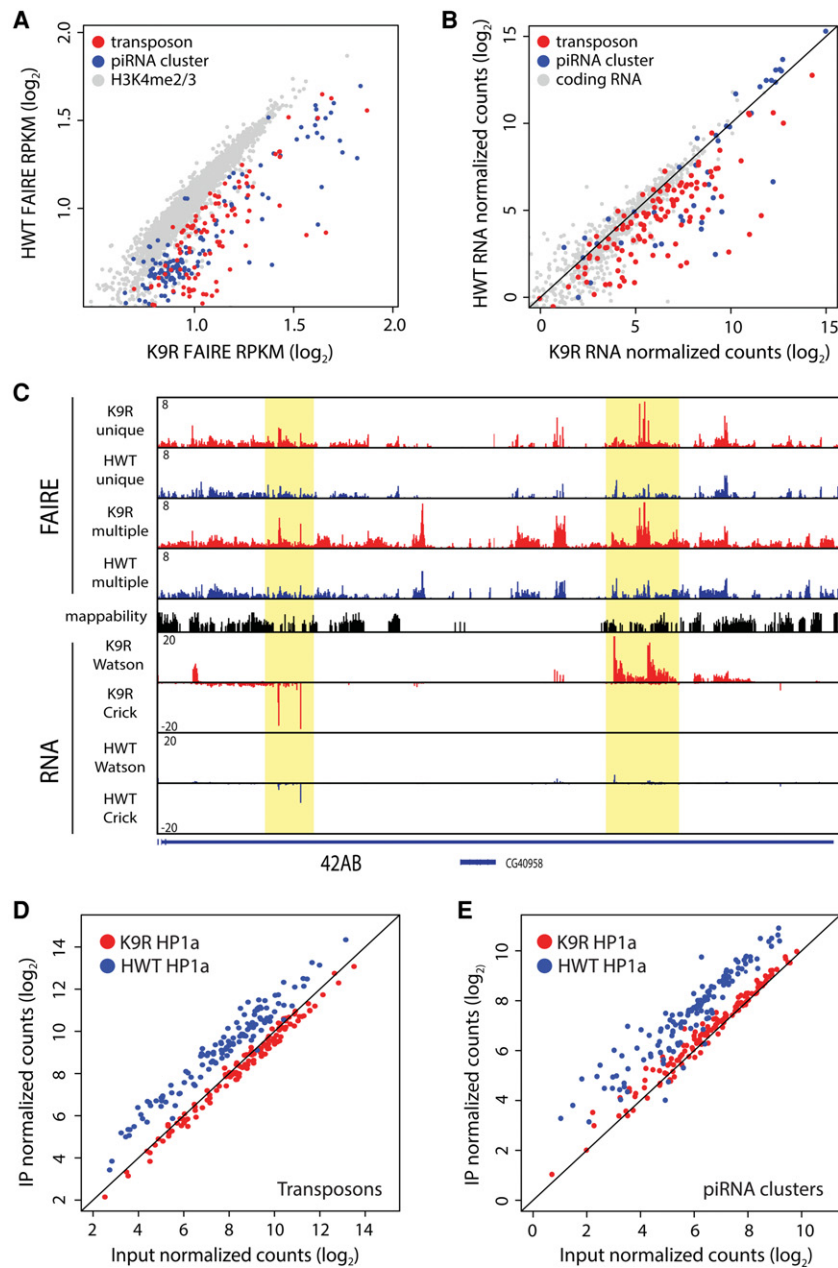 A
2.0
1.5
1.0
HWT FAIRE RPKM (log2)
transposon
piRNA cluster
H3K4me2/3
1.0
1.5
2.0
K9R FAIRE RPKM (log2)
B
15
10
5
0
HWT RNA normalized counts (log2)
transposon
piRNA cluster
coding RNA
0
5
10
15
K9R RNA normalized counts (log2)
C
FAIRE
K9R
unique
8
HWT
unique
8
K9R
multiple
8
HWT
multiple
8
mappability
RNA
K9R
Watson
20
K9R
Crick
-20
HWT
Watson
20
HWT
Crick
-20
42AB
CG40958
D
14
12
10
8
6
4
2
IP normalized counts (log2)
K9R HP1a
HWT HP1a
Transposons
2
4
6
8
10
12
14
Input normalized counts (log2)
E
10
8
6
4
2
0
IP normalized counts (log2)
K9R HP1a
HWT HP1a
piRNA clusters
0
2
4
6
8
10
Input normalized counts (log2)